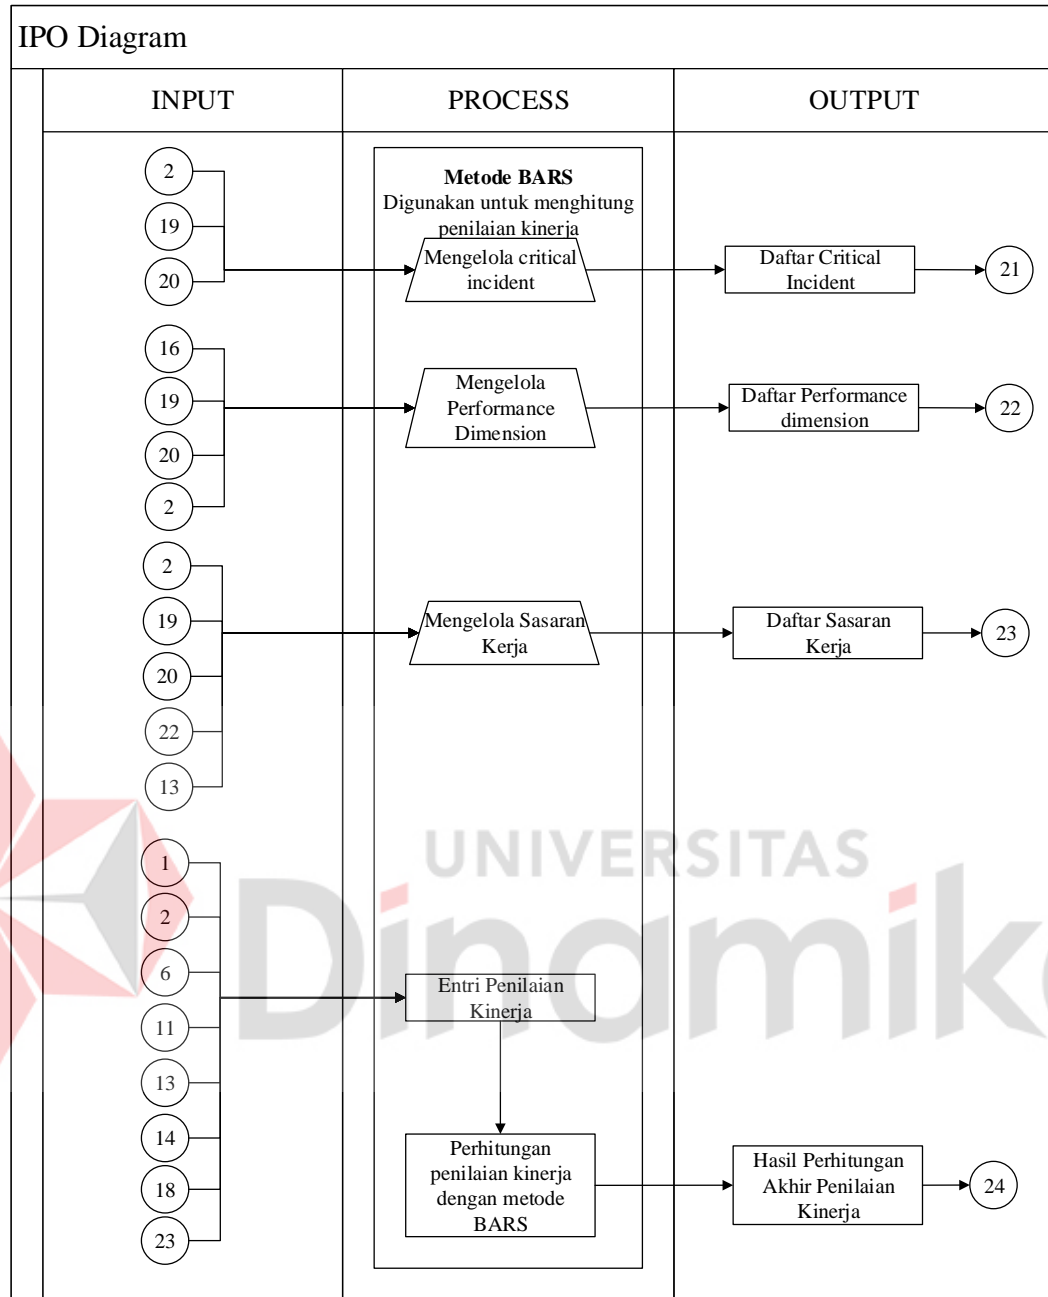 IPO Diagram
INPUT
PROCESS
OUTPUT
2
19
20
Metode BARS
Digunakan untuk menghitung
penilaian kinerja
Mengelola critical
incident
Daftar Critical
Incident
21
16
19
20
2
Mengelola
Performance
Dimension
Daftar Performance
dimension
22
2
19
20
22
13
Mengelola Sasaran
Kerja
Daftar Sasaran
Kerja
23
1
2
6
11
13
14
18
23
Entri Penilaian
Kinerja
Perhitungan
penilaian kinerja
dengan metode
BARS
Hasil Perhitungan
Akhir Penilaian
Kinerja
24
UNIVERSITAS
Dinamika